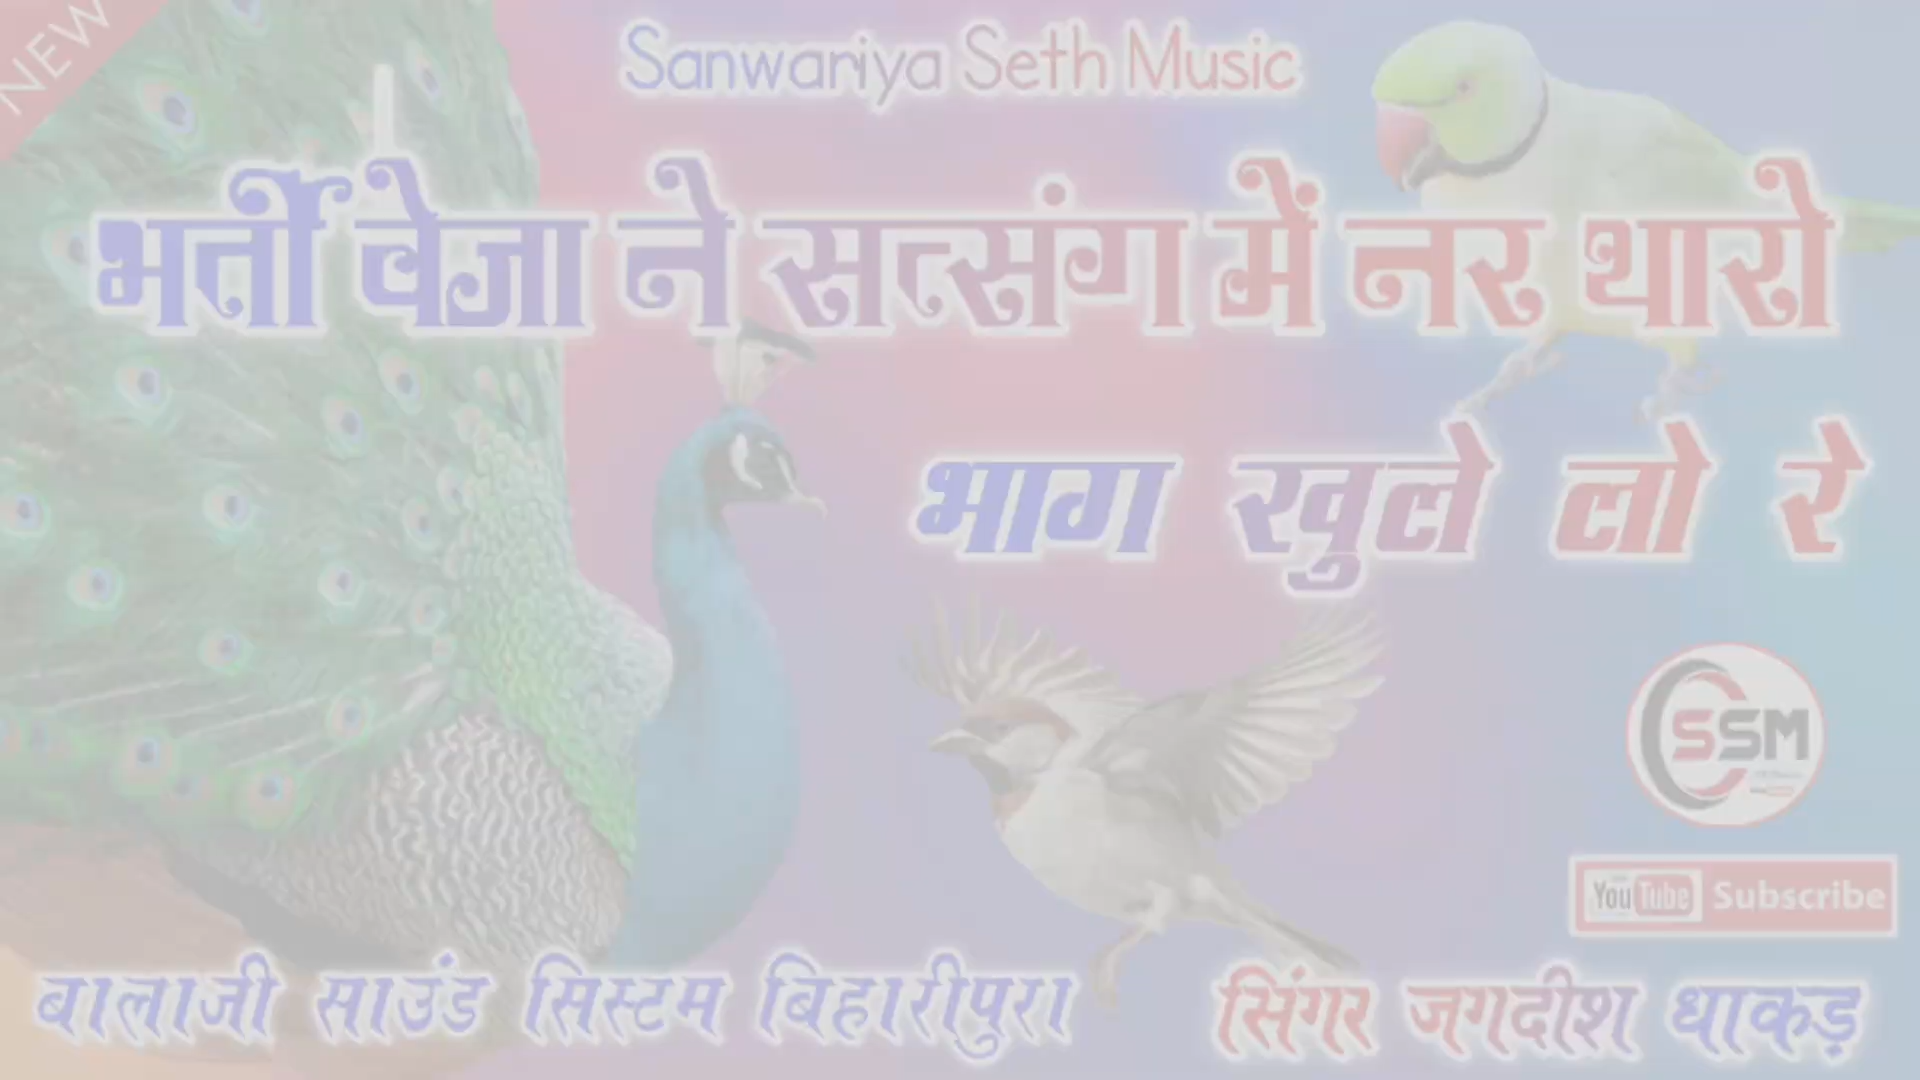 NEW
Sanwariya Seth Music
भर्ती वेजा ने सत्संग में नर थारो
भाग खुले लो रे
SSM
YouTube Subscribe
बालाजी साउंड सिस्टम बिहारीपुरा
सिंगर जगदीश धाकड़